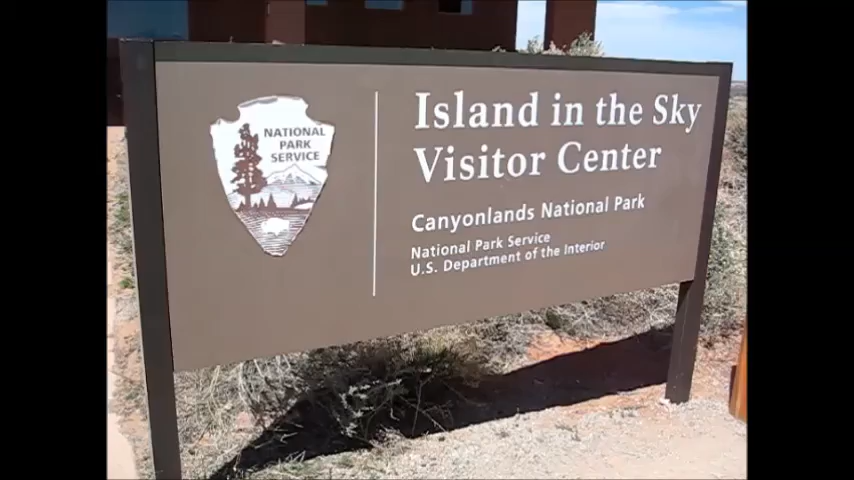 NATIONAL
PARK
SERVICE
Island in the Sky
Visitor Center
Canyonlands National Park
National Park Service
U.S. Department of the Interior